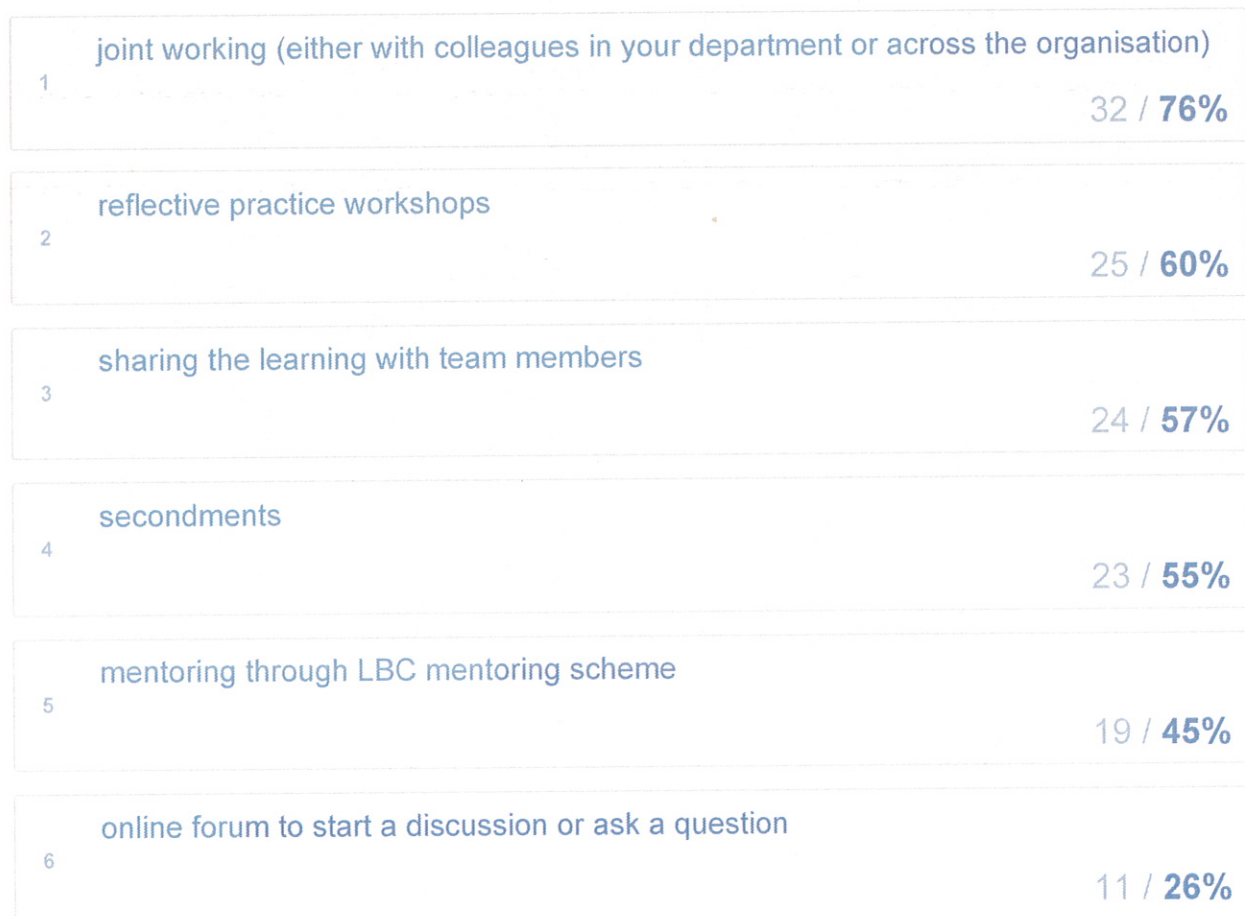 joint working (either with colleagues in your department or across the organisation)
1
32 / 76%
reflective practice workshops
2
25 / 60%
sharing the learning with team members
3
24 / 57%
secondments
4
23 / 55%
mentoring through LBC mentoring scheme
5
19 / 45%
online forum to start a discussion or ask a question
6
11 / 26%